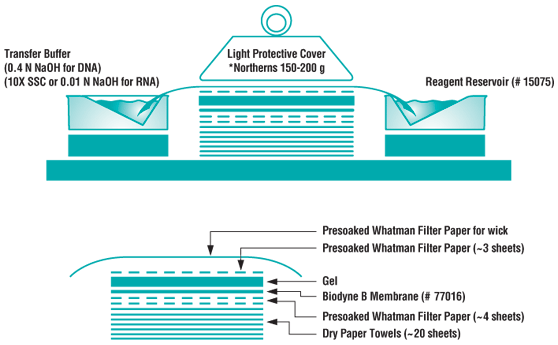 Transfer Buffer
(0.4 N NaOH for DNA)
(10X SSC or 0.01 N NaOH for RNA)
Light Protective Cover
*Northerns 150-200 g
Reagent Reservoir (# 15075)
Presoaked Whatman Filter Paper for wick
Presoaked Whatman Filter Paper (~3 sheets)
Gel
Biodyne B Membrane (# 77016)
Presoaked Whatman Filter Paper (~4 sheets)
Dry Paper Towels (~20 sheets)